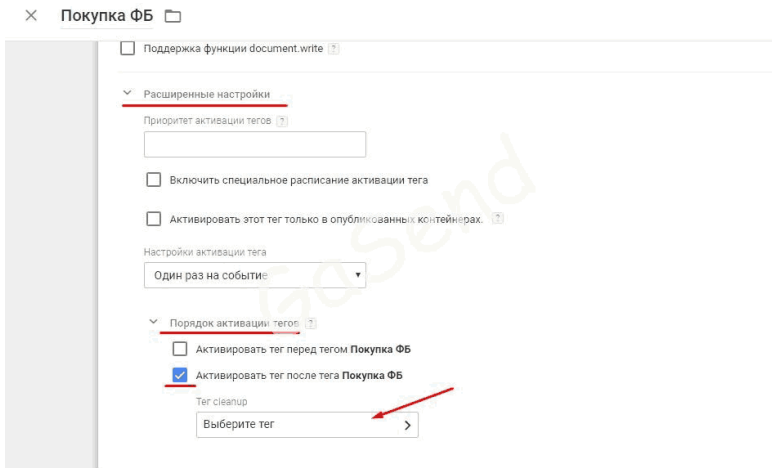 Покупка ФБ
Поддержка функции document.write ?
Расширенные настройки
Приоритет активации тегов ?
Включить специальное расписание активации тега
Активировать этот тег только в опубликованных контейнерах. ?
Настройки активации тега
Один раз на событие
Порядок активации тегов ?
Активировать тег перед тегом Покупка ФБ
Активировать тег после тега Покупка ФБ
Тег cleanup
Выберите тег
GaSend